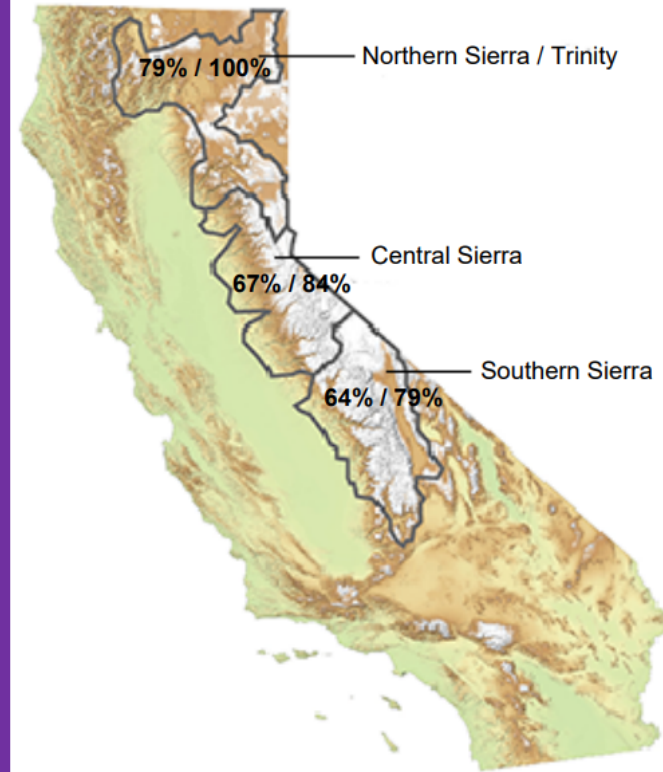 Northern Sierra / Trinity
79% / 100%
Central Sierra
67% / 84%
Southern Sierra
64% / 79%